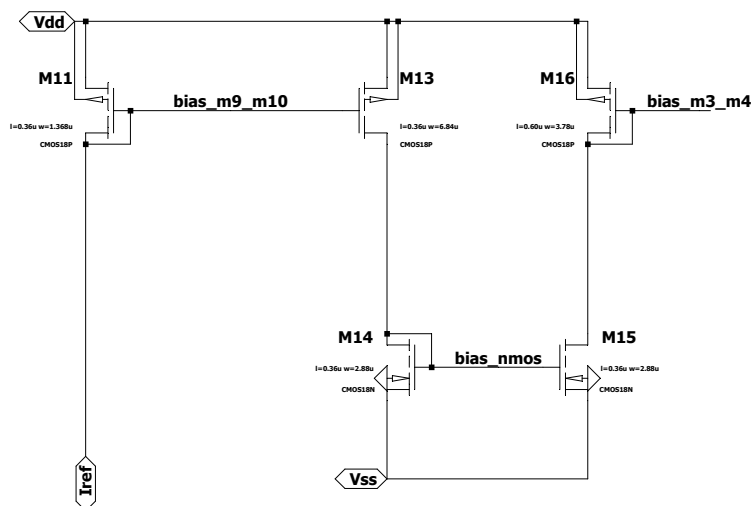 Vdd
M11
bias_m9_m10
M13
M16
bias_m3_m4
l=0.36u w=1.368u
l=0.36u w=6.84u
l=0.60u w=3.78u
CMOS18P
CMOS18P
CMOS18P
M14
bias_nmos
M15
l=0.36u w=2.88u
l=0.36u w=2.88u
CMOS18N
CMOS18N
Iref
Vss